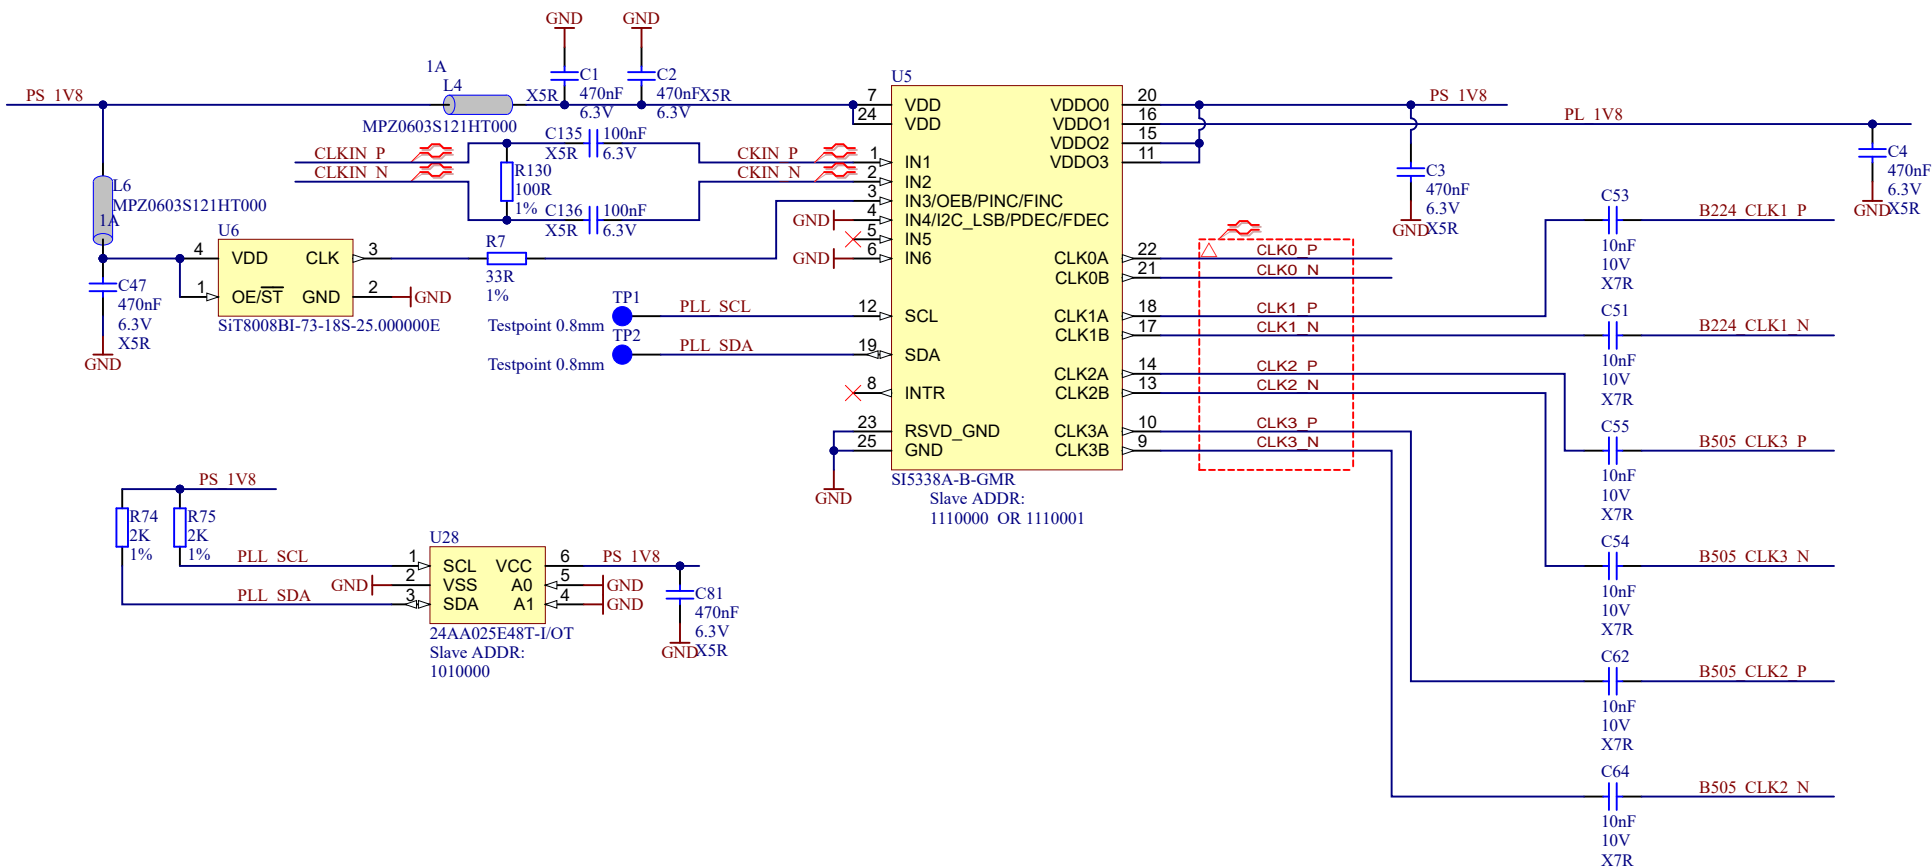 GND
GND
1A
L4
C1
470nF
6.3V
X5R
C2
470nF
6.3V
X5R
PS_1V8
MPZ0603S121HT000
CLKIN_P
CLKIN_N
C135
100nF
X5R
6.3V
R130
100R
1%
C136
100nF
X5R
6.3V
CKIN_P
CKIN_N
L6
MPZ0603S121HT000
1A
C47
470nF
6.3V
X5R
GND
U6
4 VDD CLK 3
1 OE/ST GND 2
GND
SiT8008BI-73-18S-25.000000E
R7
33R
1%
TP1
Testpoint 0.8mm
TP2
Testpoint 0.8mm
PLL_SCL
PLL_SDA
GND
GND
U5
7 VDD VDDO0 20
24 VDD VDDO1 16
VDDO2 15
1 IN1 VDDO3 11
2 IN2
3 IN3/OEB/PINC/FINC
4 IN4/I2C_LSB/PDEC/FDEC
5 IN5
6 IN6 CLK0A 22
CLK0B 21
12 SCL CLK1A 18
CLK1B 17
19 SDA
CLK2A 14
8 INTR CLK2B 13
23 RSVD_GND CLK3A 10
25 GND CLK3B 9
GND
SI5338A-B-GMR
Slave ADDR:
1110000 OR 1110001
PS_1V8
PL_1V8
C3
470nF
6.3V
X5R
GND
C4
470nF
6.3V
X5R
GND
CLK0_P
CLK0_N
CLK1_P
CLK1_N
CLK2_P
CLK2_N
CLK3_P
CLK3_N
C53
10nF
10V
X7R
B224_CLK1_P
C51
10nF
10V
X7R
B224_CLK1_N
C55
10nF
10V
X7R
B505_CLK3_P
C54
10nF
10V
X7R
B505_CLK3_N
C62
10nF
10V
X7R
B505_CLK2_P
C64
10nF
10V
X7R
B505_CLK2_N
PS_1V8
R74
2K
1%
R75
2K
1%
PLL_SCL
GND
PLL_SDA
U28
1 SCL VCC 6
2 VSS A0 5
3 SDA A1 4
24AA025E48T-I/OT
Slave ADDR:
1010000
PS_1V8
GND
GND
C81
470nF
6.3V
X5R
GND